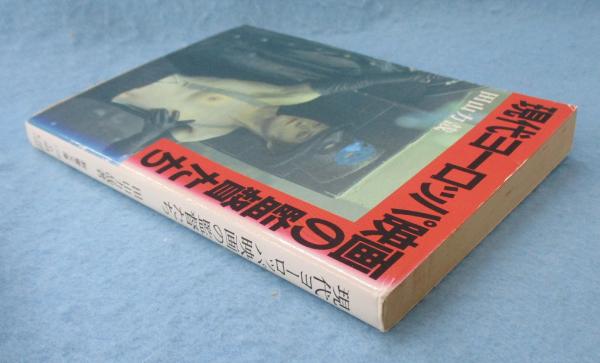 現代ヨーロッパ映画
の監督たち
田山力哉
現代ヨーロッパ映画の監督たち
田山力哉著